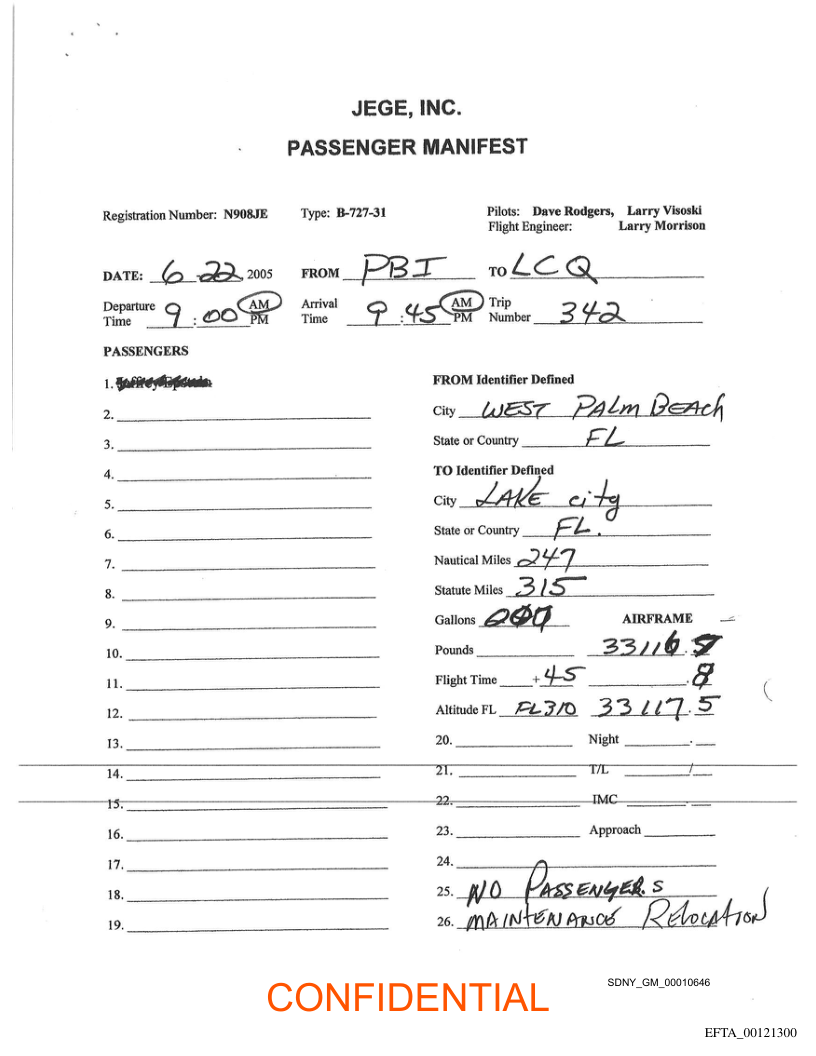 JEGE, INC.
PASSENGER MANIFEST
Registration Number: N908JE Type: B-727-31 Pilots: Dave Rodgers, Larry Visoski
Flight Engineer: Larry Morrison
DATE: 6-22 2005 FROM PBI TO LCQ
Departure Time 9:00 AM PM Arrival Time 9:45 AM PM Trip Number 342
PASSENGERS
1.
2.
3.
4.
5.
6.
7.
8.
9.
10.
11.
12.
13.
14.
15.
16.
17.
18.
19.
FROM Identifier Defined
City WEST PALM BEACH
State or Country FL
TO Identifier Defined
City LAKE city
State or Country FL.
Nautical Miles 247
Statute Miles 315
Gallons AIRFRAME
Pounds 33116.
Flight Time +45 .8
Altitude FL FL310 33117.5
20. Night .
21. T/L /
22. IMC .
23. Approach
24.
25. NO PASSENGERS
26. MAINTENANCE RELOCATION
CONFIDENTIAL
SDNY_GM_00010646
EFTA_00121300